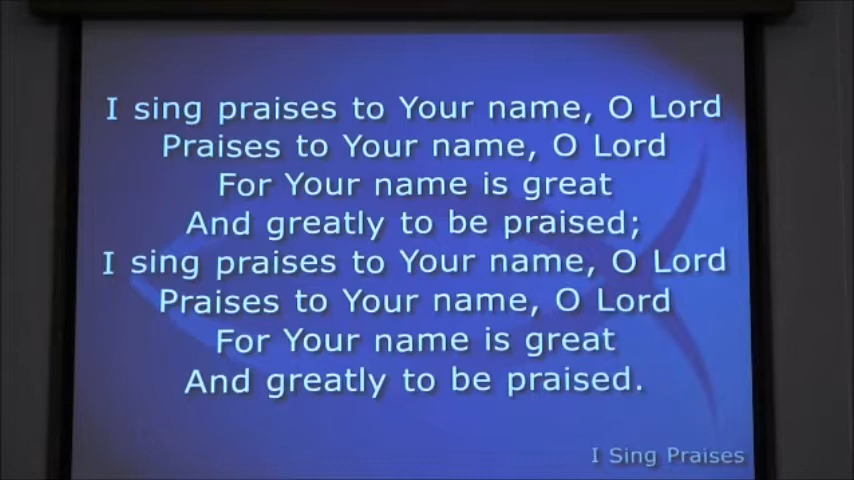 I sing praises to Your name, O Lord
Praises to Your name, O Lord
For Your name is great
And greatly to be praised;
I sing praises to Your name, O Lord
Praises to Your name, O Lord
For Your name is great
And greatly to be praised.
I Sing Praises